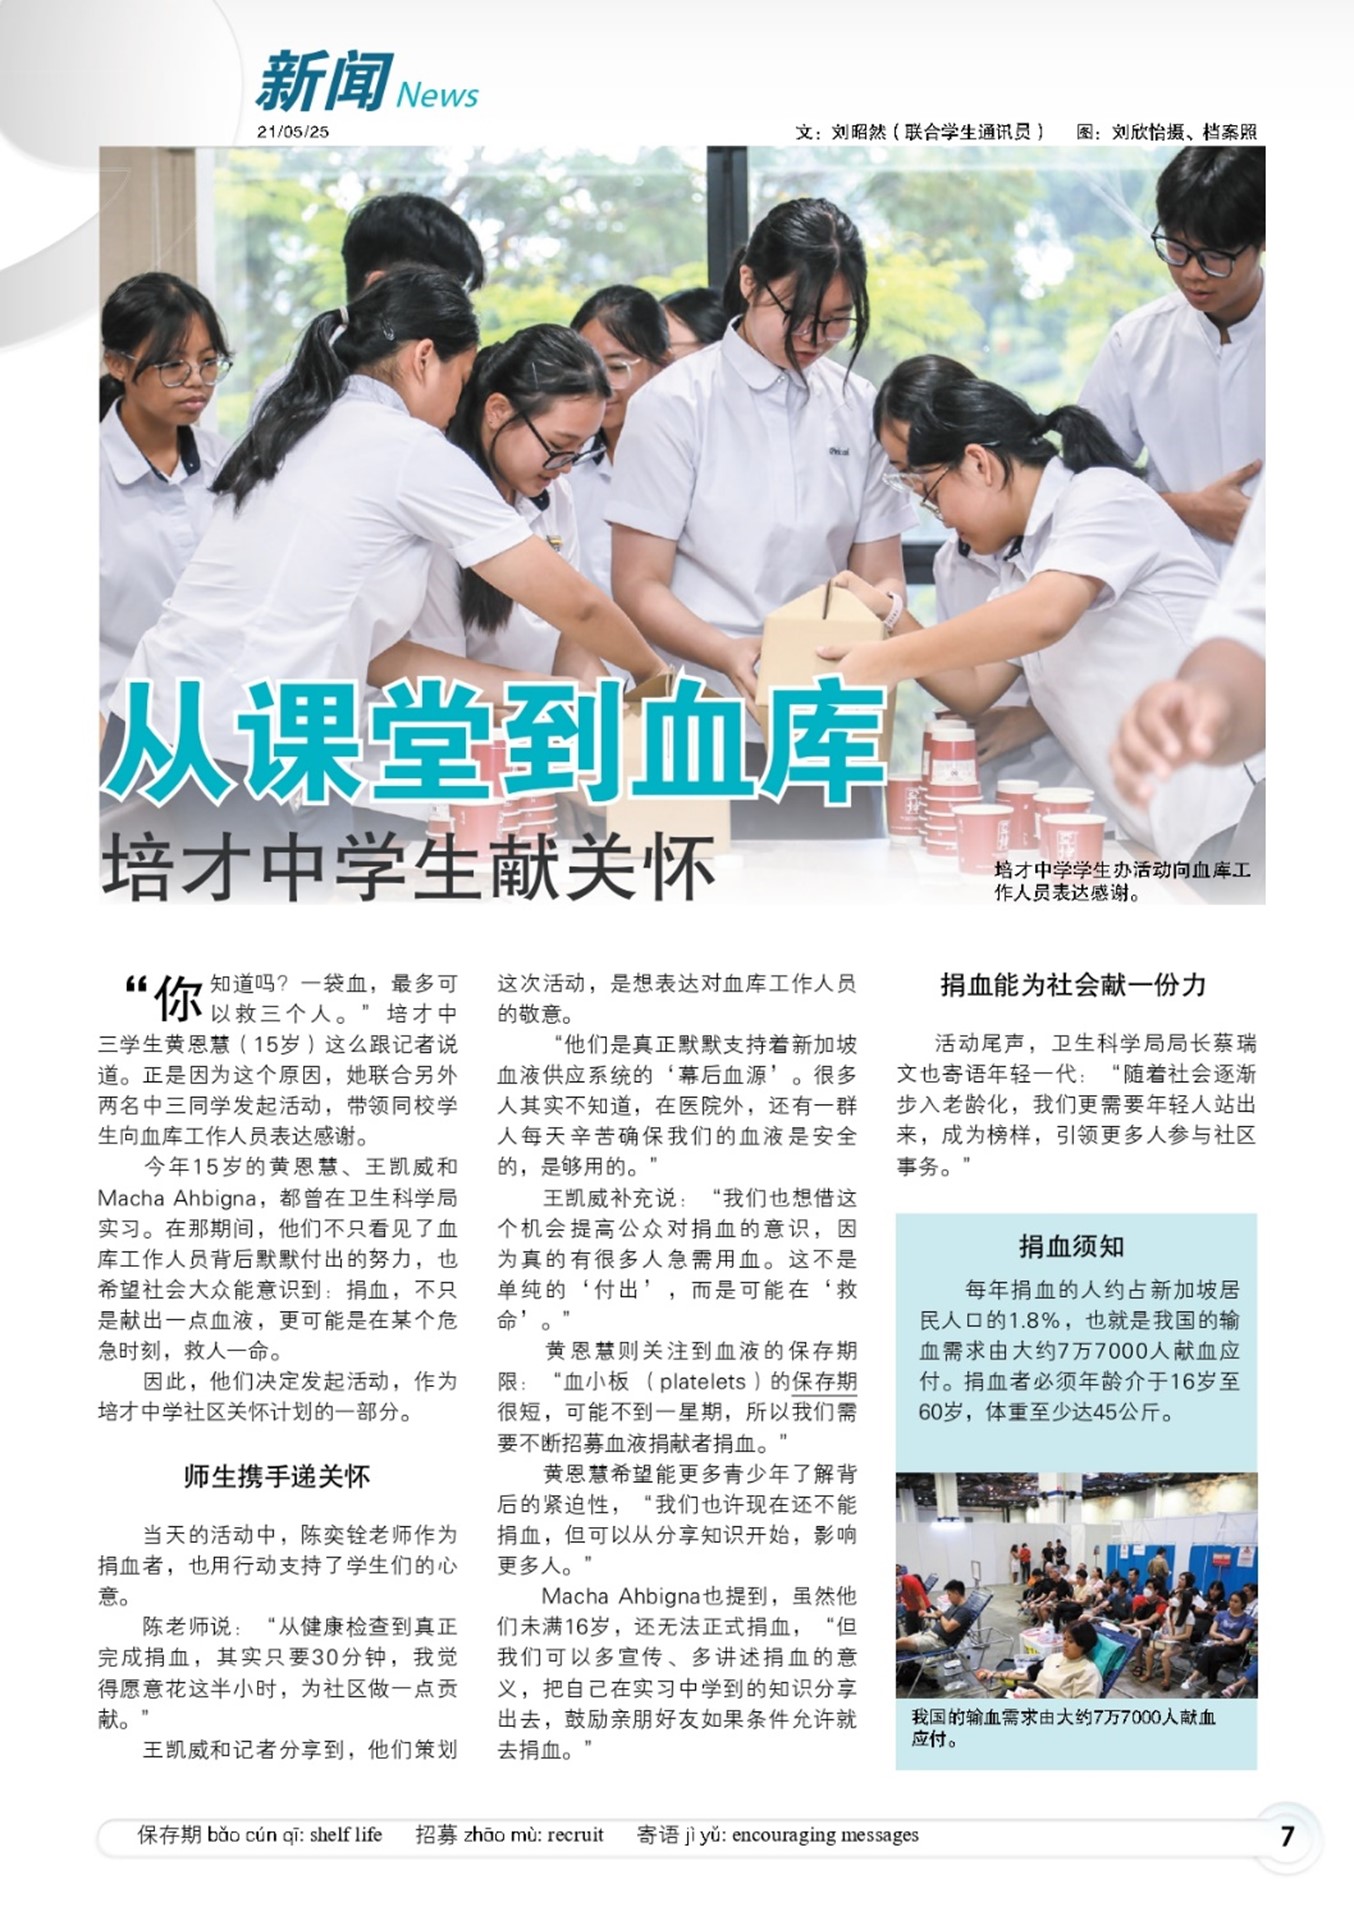 新闻 News
21/05/25
文：刘昭然（联合学生通讯员） 图：刘欣怡摄、档案照
从课堂到血库
培才中学生献关怀
培才中学学生办活动向血库工
作人员表达感谢。
“你知道吗？一袋血，最多可
以救三个人。”培才中
三学生黄恩慧（15岁）这么跟记者说
道。正是因为这个原因，她联合另外
两名中三同学发起活动，带领同校学
生向血库工作人员表达感谢。
今年15岁的黄恩慧、王凯威和
Macha Ahbigna，都曾在卫生科学局
实习。在那期间，他们不只看见了血
库工作人员背后默默付出的努力，也
希望社会大众能意识到：捐血，不只
是献出一点血液，更可能是在某个危
急时刻，救人一命。
因此，他们决定发起活动，作为
培才中学社区关怀计划的一部分。
师生携手递关怀
当天的活动中，陈奕铨老师作为
捐血者，也用行动支持了学生们的心
意。
陈老师说：“从健康检查到真正
完成捐血，其实只要30分钟，我觉
得愿意花这半小时，为社区做一点贡
献。”
王凯威和记者分享到，他们策划
这次活动，是想表达对血库工作人员
的敬意。
“他们是真正默默支持着新加坡
血液供应系统的‘幕后血源’。很多
人其实不知道，在医院外，还有一群
人每天辛苦确保我们的血液是安全
的，是够用的。”
王凯威补充说：“我们也想借这
个机会提高公众对捐血的意识，因
为真的有很多人急需用血。这不是
单纯的‘付出’，而是可能在‘救
命’。”
黄恩慧则关注到血液的保存期
限：“血小板（platelets）的保存期
很短，可能不到一星期，所以我们需
要不断招募血液捐献者捐血。”
黄恩慧希望能更多青少年了解背
后的紧迫性，“我们也许现在还不能
捐血，但可以从分享知识开始，影响
更多人。”
Macha Ahbigna也提到，虽然他
们未满16岁，还无法正式捐血，“但
我们可以多宣传、多讲述捐血的意
义，把自己在实习中学到的知识分享
出去，鼓励亲朋好友如果条件允许就
去捐血。”
捐血能为社会献一份力
活动尾声，卫生科学局局长蔡瑞
文也寄语年轻一代：“随着社会逐渐
步入老龄化，我们更需要年轻人站出
来，成为榜样，引领更多人参与社区
事务。”
捐血须知
每年捐血的人约占新加坡居
民人口的1.8%，也就是我国的输
血需求由大约7万7000人献血应
付。捐血者必须年龄介于16岁至
60岁，体重至少达45公斤。
我国的输血需求由大约7万7000人献血
应付。
保存期 bǎo cún qī: shelf life 招募 zhāo mù: recruit 寄语 jì yǔ: encouraging messages
7